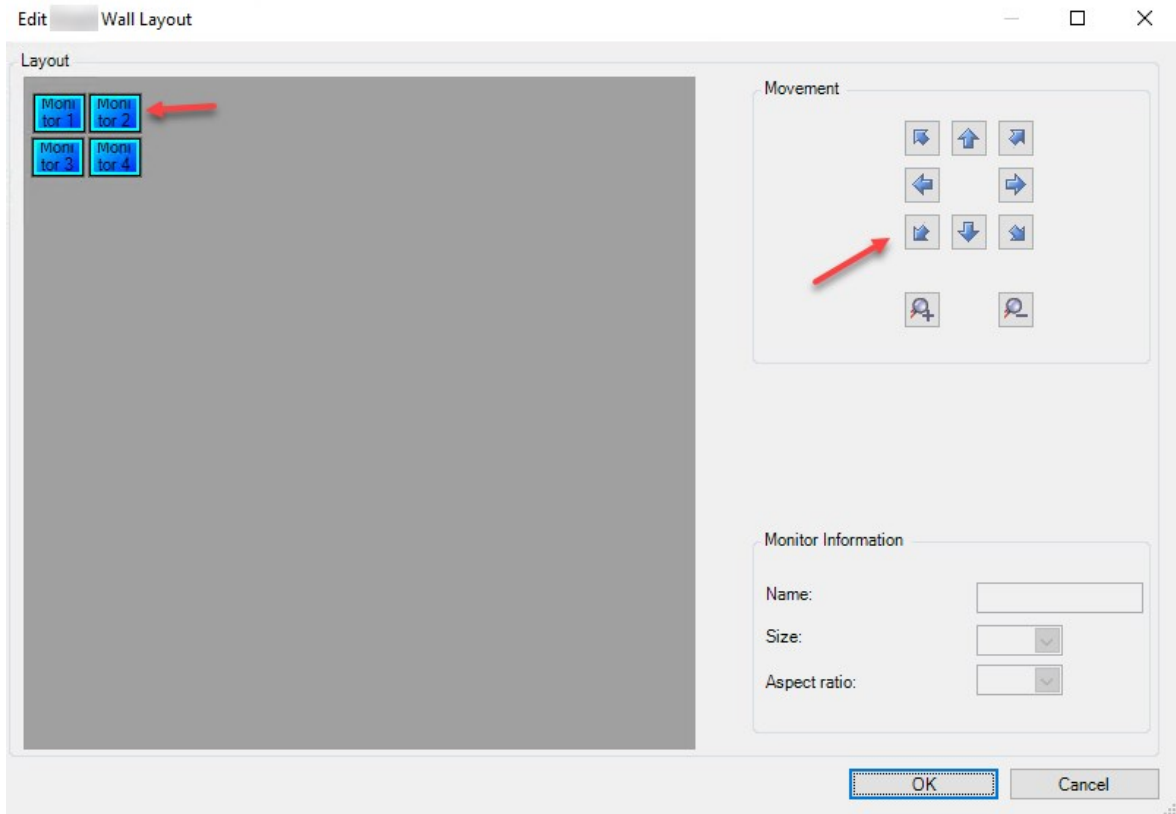 Edit Wall Layout
Layout
Moni
tor 1
Moni
tor 2
Moni
tor 3
Moni
tor 4
Movement
Monitor Information
Name:
Size:
Aspect ratio:
OK
Cancel